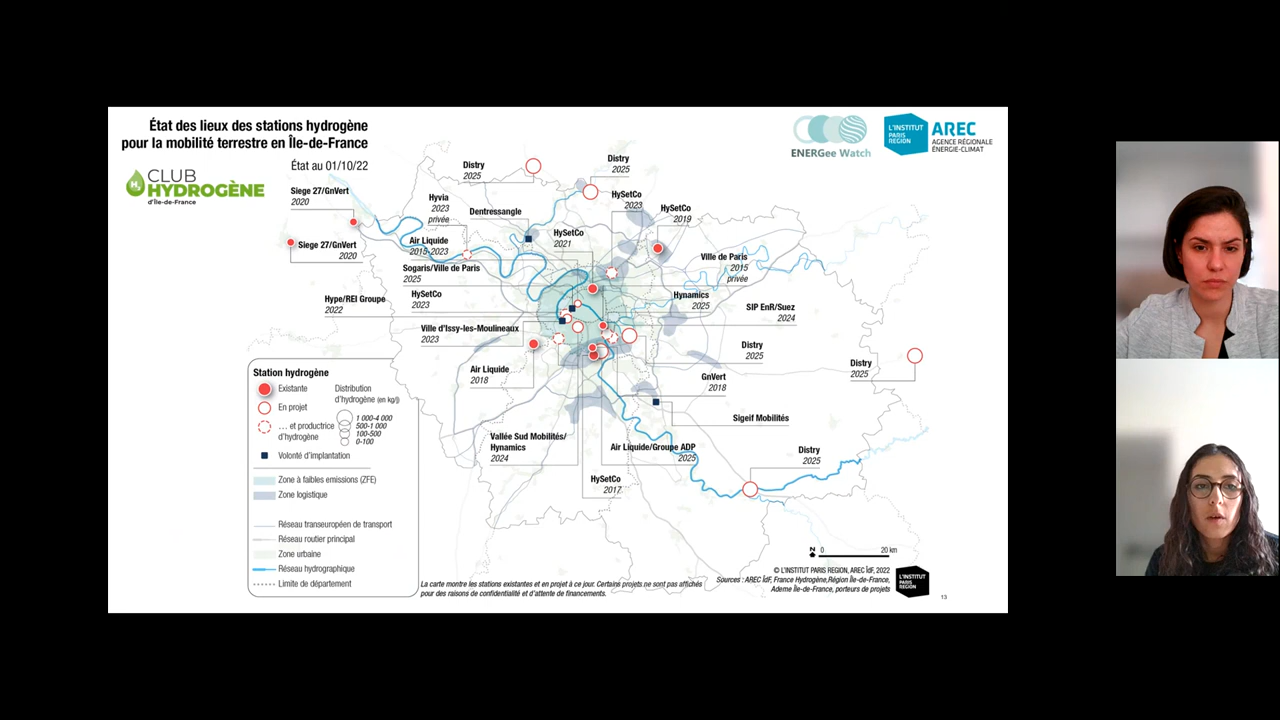 État des lieux des stations hydrogène
pour la mobilité terrestre en Île-de-France
État au 01/10/22
CLUB
HYDROGÈNE
d'Île-de-France
H₂
ENERGee Watch
L'INSTITUT
PARIS
REGION
AREC
AGENCE RÉGIONALE
ÉNERGIE-CLIMAT
Siege 27/GnVert
2020
Siege 27/GnVert
2020
Distry
2025
Distry
2025
Hyvia
2023
privée
Dentressangle
HySetCo
2023
HySetCo
2019
HySetCo
2021
Air Liquide
2015-2023
Sogaris/Ville de Paris
2025
Ville de Paris
2015
privée
HySetCo
2023
Hynamics
2025
Hype/REI Groupe
2022
SIP EnR/Suez
2024
Ville d'Issy-les-Moulineaux
2023
Distry
2025
Distry
2025
Air Liquide
2018
GnVert
2018
Sigeif Mobilités
Vallée Sud Mobilités/
Hynamics
2024
Air Liquide/Groupe ADP
2025
Distry
2025
HySetCo
2017
Station hydrogène
Existante
En projet
... et productrice
d'hydrogène
Distribution
d'hydrogène (en kg/j)
1 000-4 000
500-1 000
100-500
0-100
Volonté d'implantation
Zone à faibles emissions (ZFE)
Zone logistique
Réseau transeuropéen de transport
Réseau routier principal
Zone urbaine
Réseau hydrographique
Limite de département
La carte montre les stations existantes et en projet à ce jour. Certains projets ne sont pas affichés
pour des raisons de confidentialité et d'attente de financements.
N
0
20 km
© L'INSTITUT PARIS REGION, AREC ÎdF, 2022
Sources : AREC ÎdF, France Hydrogène,Région Île-de-France,
Ademe Île-de-France, porteurs de projets
L'INSTITUT
PARIS
REGION
13